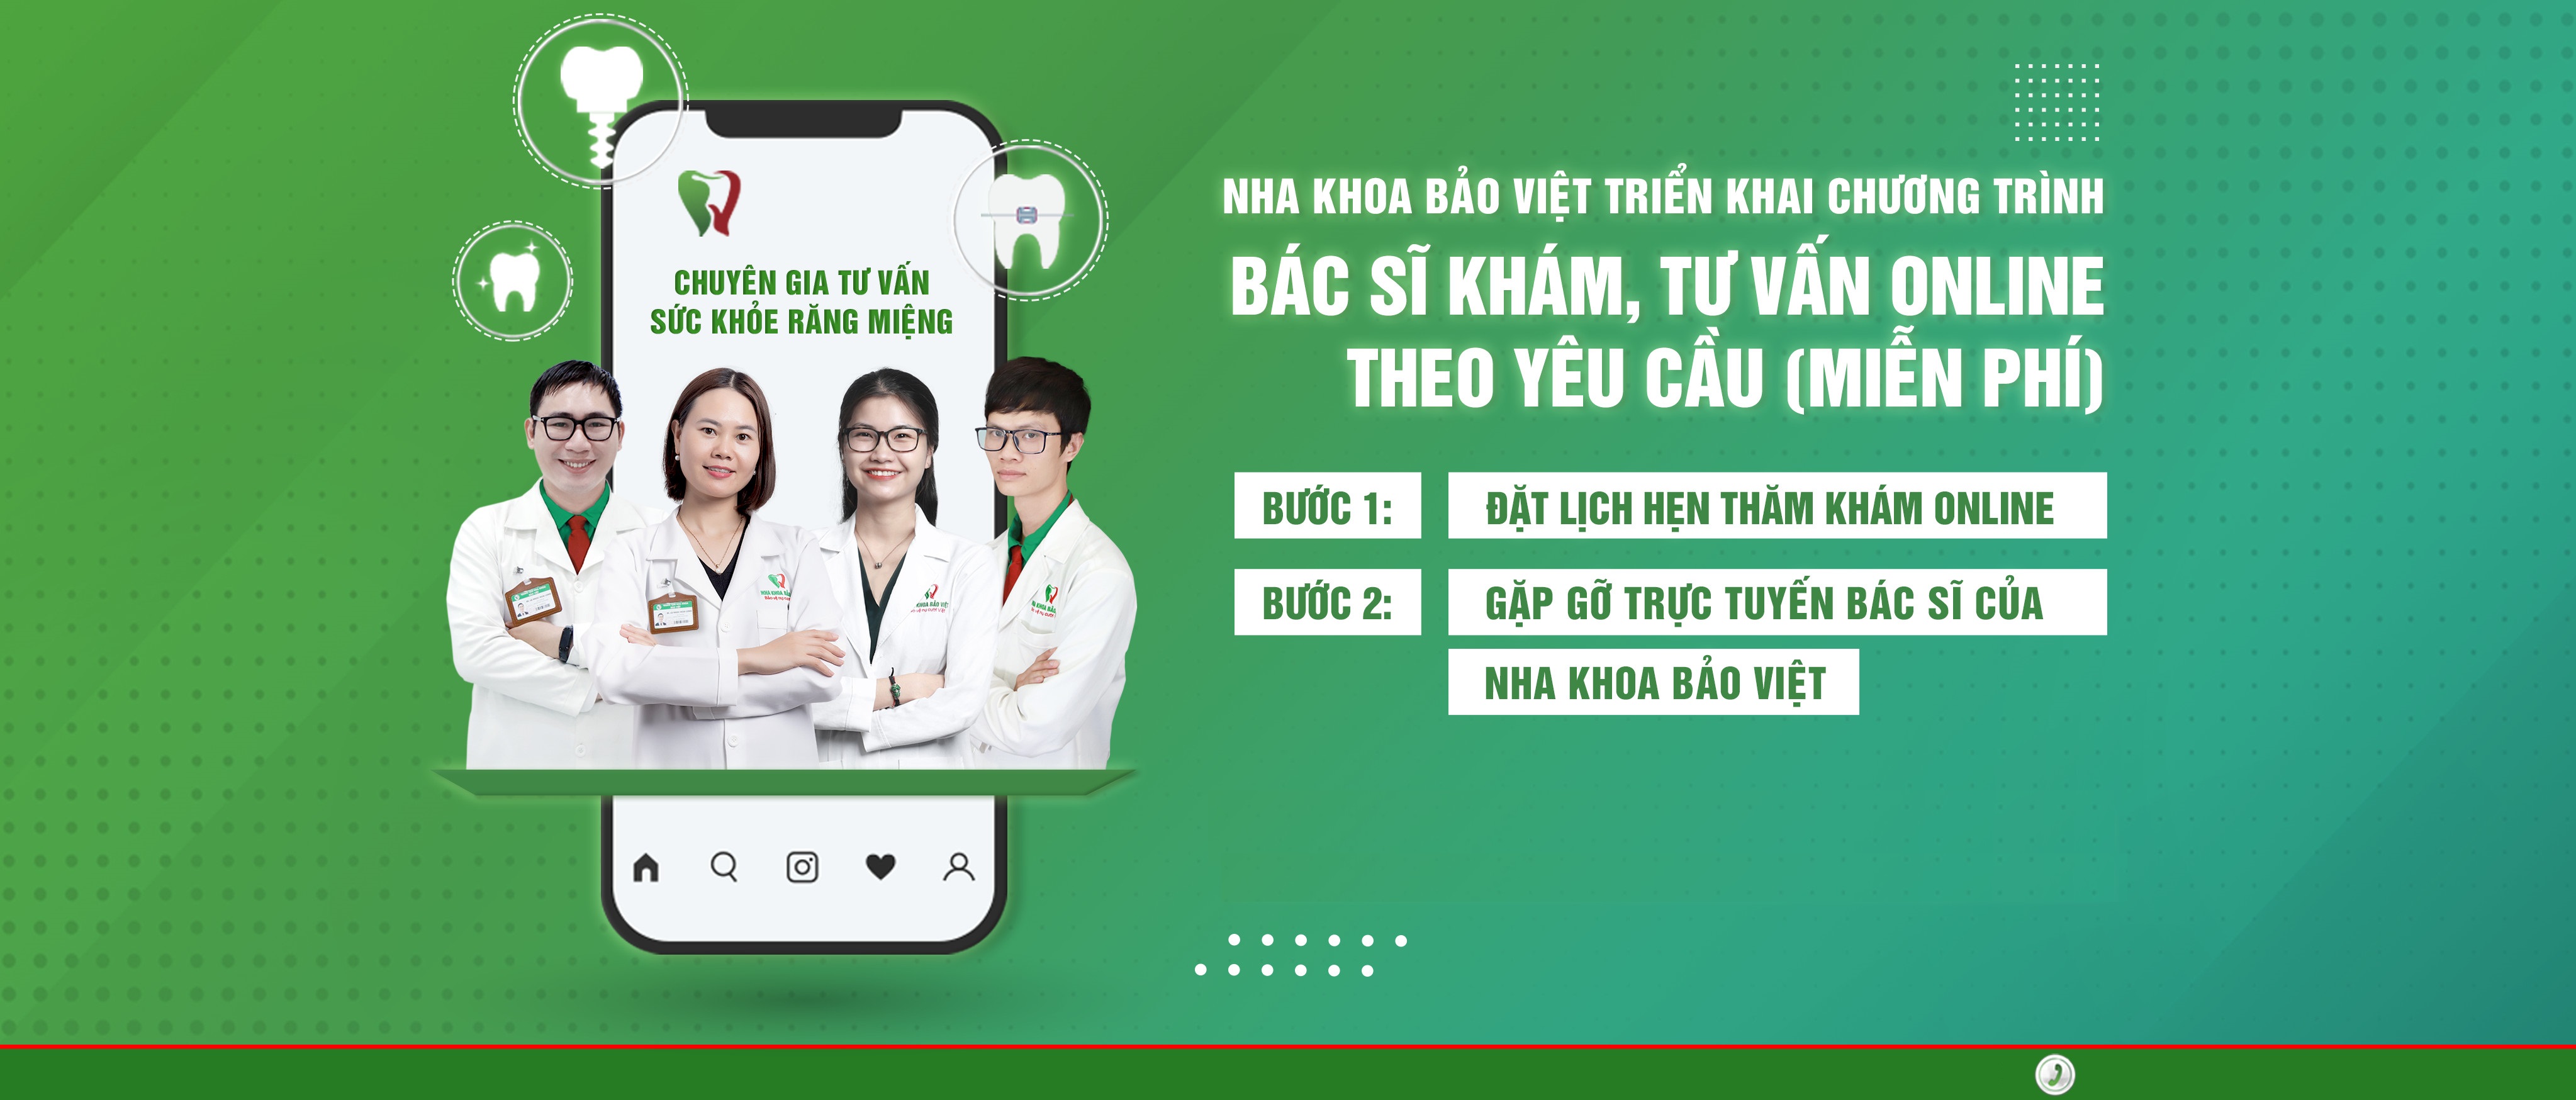 CHUYÊN GIA TƯ VẤN
SỨC KHỎE RĂNG MIỆNG
NHA KHOA BẢO VIỆT TRIỂN KHAI CHƯƠNG TRÌNH
BÁC SĨ KHÁM, TƯ VẤN ONLINE
THEO YÊU CẦU (MIỄN PHÍ)
BƯỚC 1: ĐẶT LỊCH HẸN THĂM KHÁM ONLINE
BƯỚC 2: GẶP GỠ TRỰC TUYẾN BÁC SĨ CỦA
NHA KHOA BẢO VIỆT